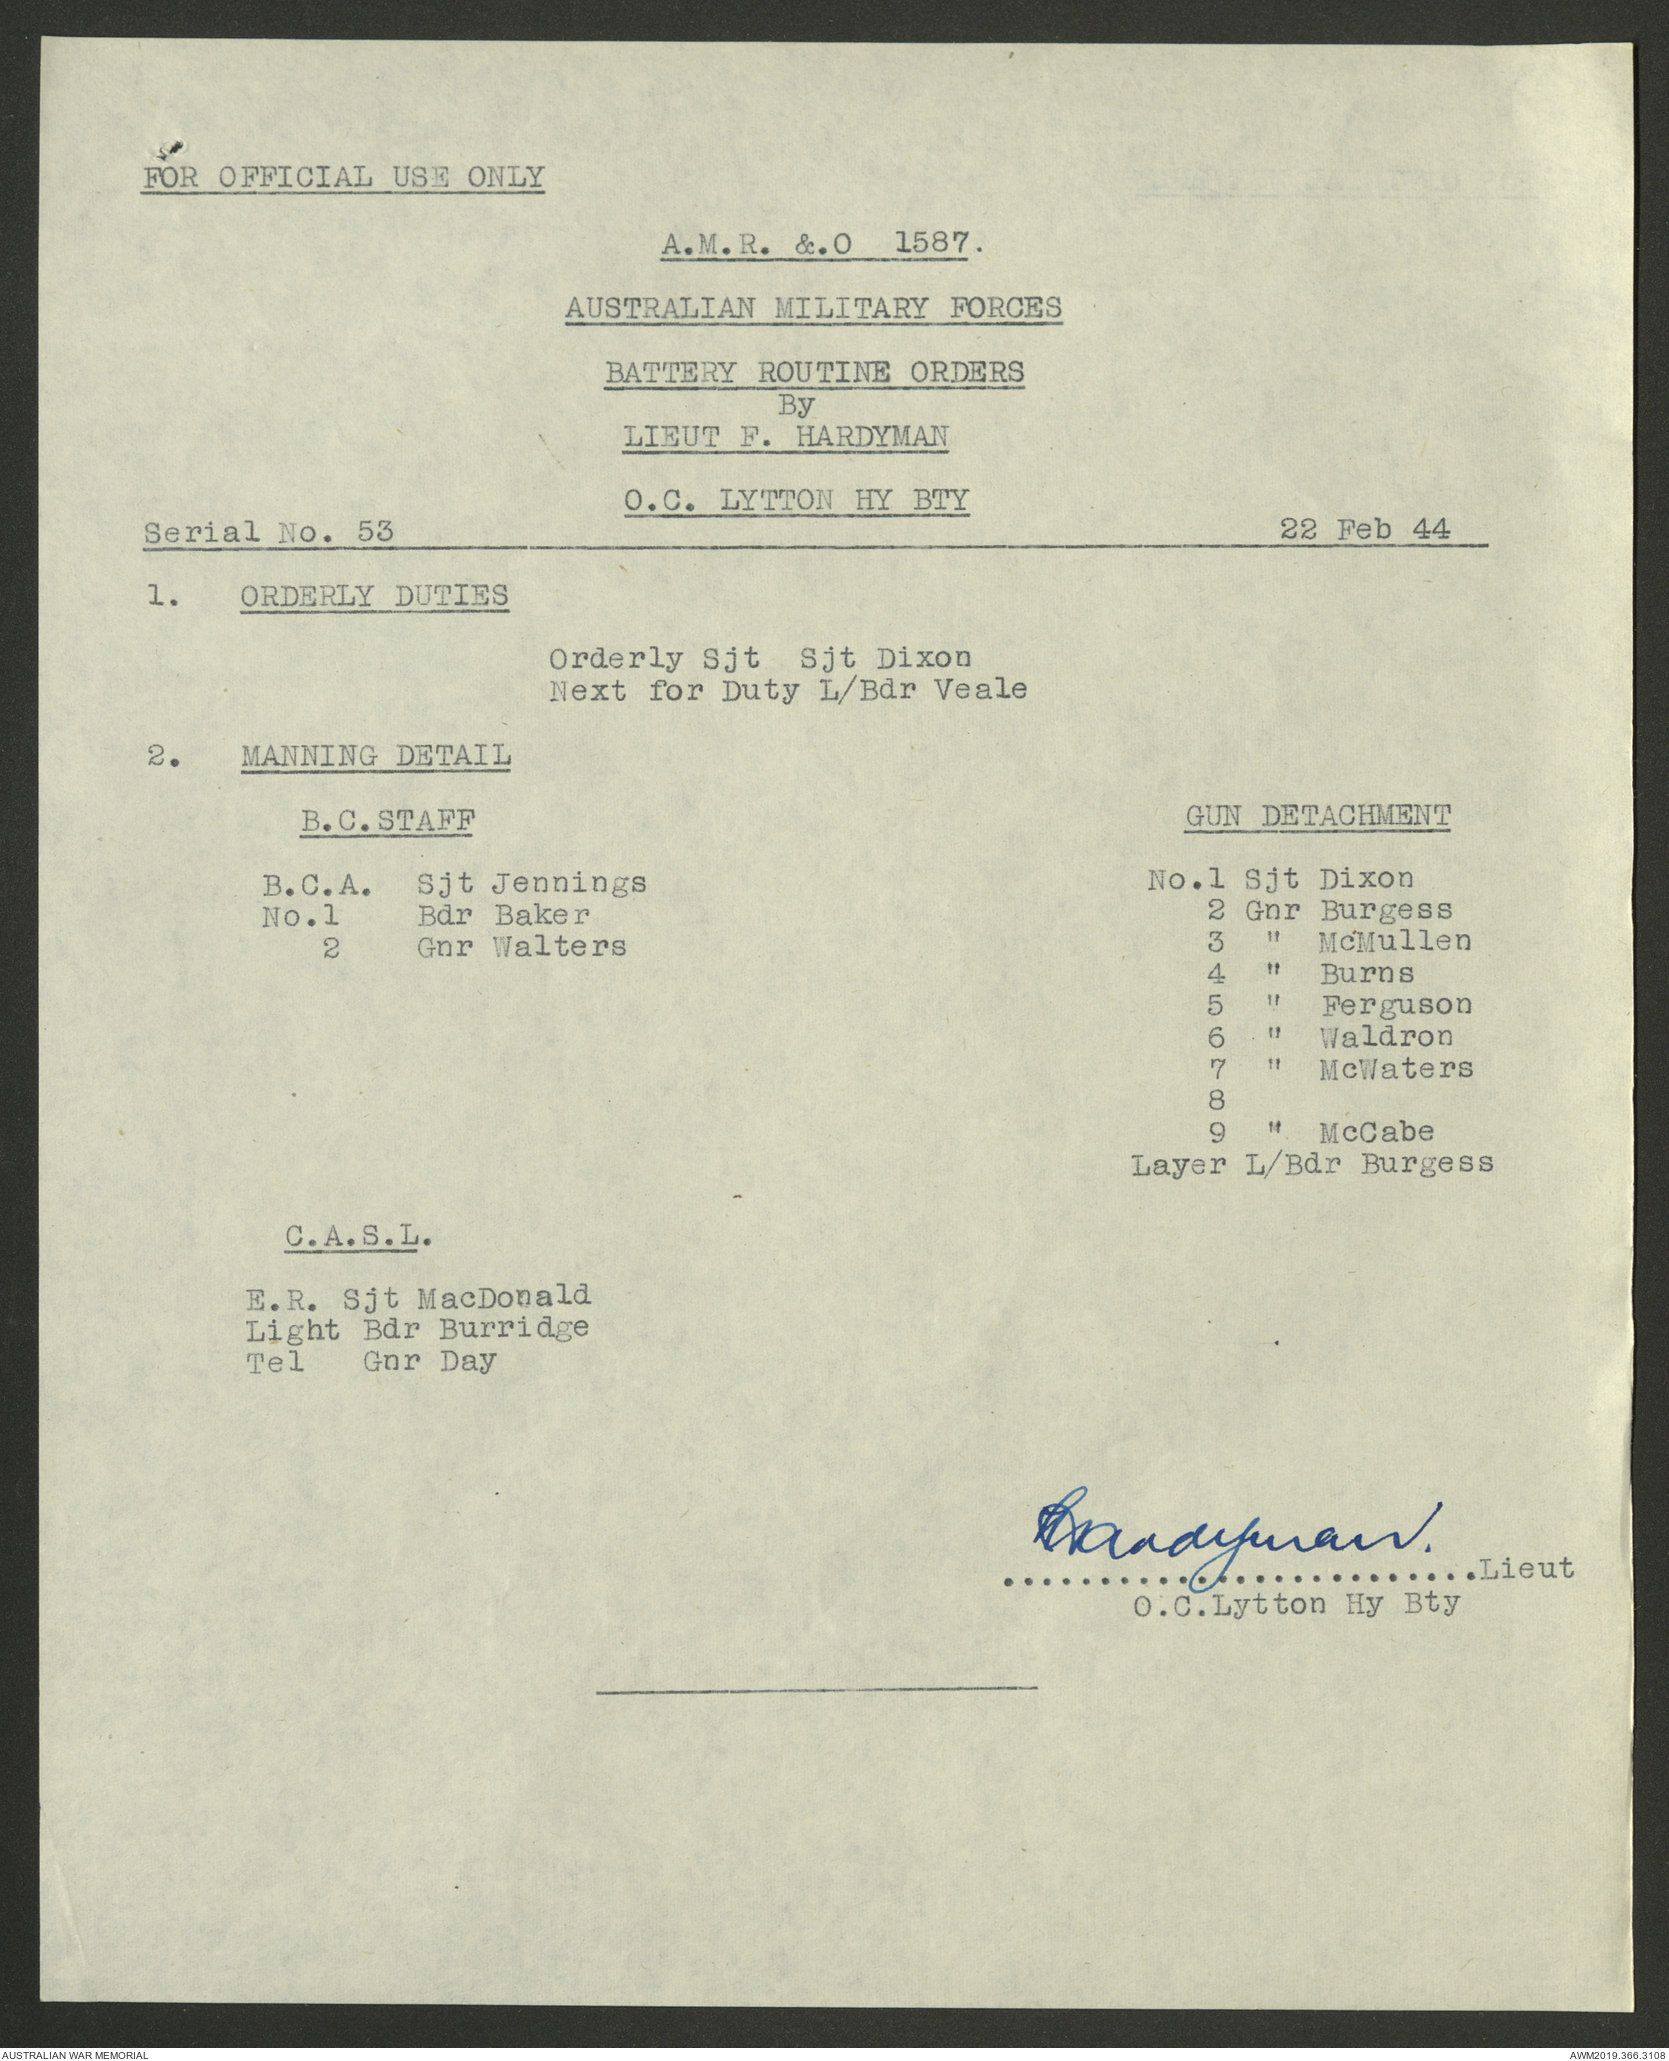 FOR OFFICIAL USE ONLY
A.M.R. &.O 1587.
AUSTRALIAN MILITARY FORCES
BATTERY ROUTINE ORDERS
By
LIEUT F. HARDYMAN
O.C. LYTTON HY BTY
Serial No. 53 22 Feb 44
1. ORDERLY DUTIES
Orderly Sjt Sjt Dixon
Next for Duty L/Bdr Veale
2. MANNING DETAIL
B.C.STAFF
B.C.A. Sjt Jennings
No.1 Bdr Baker
2 Gnr Walters
GUN DETACHMENT
No.1 Sjt Dixon
2 Gnr Burgess
3 " McMullen
4 " Burns
5 " Ferguson
6 " Waldron
7 " McWaters
8
9 " McCabe
Layer L/Bdr Burgess
C.A.S.L.
E.R. Sjt MacDonald
Light Bdr Burridge
Tel Gnr Day
Hardyman.
.........................Lieut
O.C.Lytton Hy Bty
AUSTRALIAN WAR MEMORIAL AWM2019.366.3108